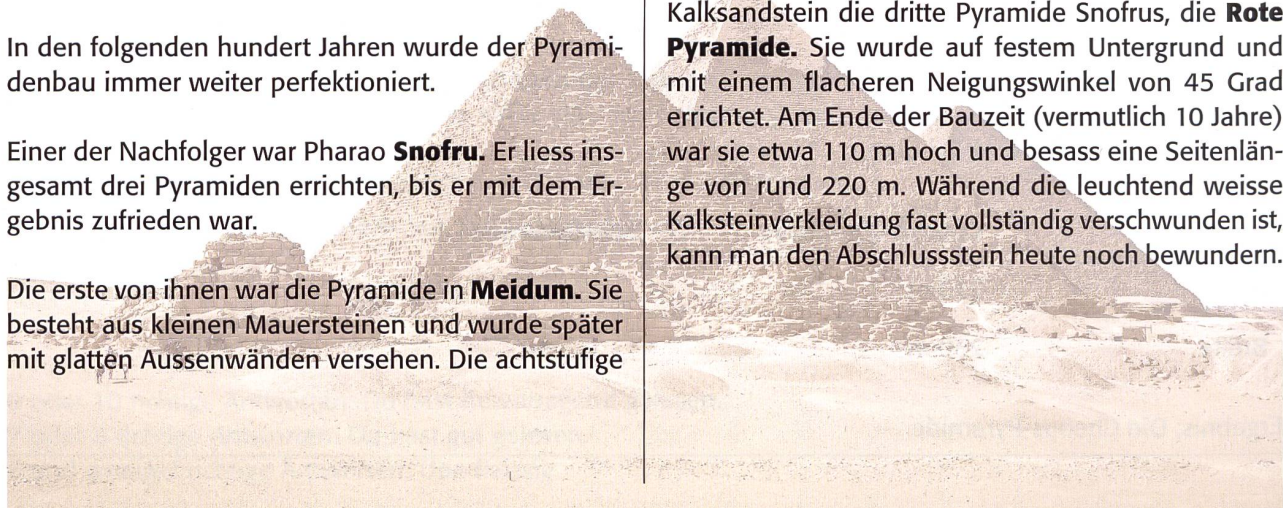 In den folgenden hundert Jahren wurde der Pyrami-
denbau immer weiter perfektioniert.
Einer der Nachfolger war Pharao Snofru. Er liess ins-
gesamt drei Pyramiden errichten, bis er mit dem Er-
gebnis zufrieden war.
Die erste von ihnen war die Pyramide in Meidum. Sie
besteht aus kleinen Mauersteinen und wurde später
mit glatten Aussenwänden versehen. Die achtstufige
Kalksandstein die dritte Pyramide Snofrus, die Rote
Pyramide. Sie wurde auf festem Untergrund und
mit einem flacheren Neigungswinkel von 45 Grad
errichtet. Am Ende der Bauzeit (vermutlich 10 Jahre)
war sie etwa 110 m hoch und besass eine Seitenlän-
ge von rund 220 m. Während die leuchtend weisse
Kalksteinverkleidung fast vollständig verschwunden ist,
kann man den Abschlussstein heute noch bewundern.